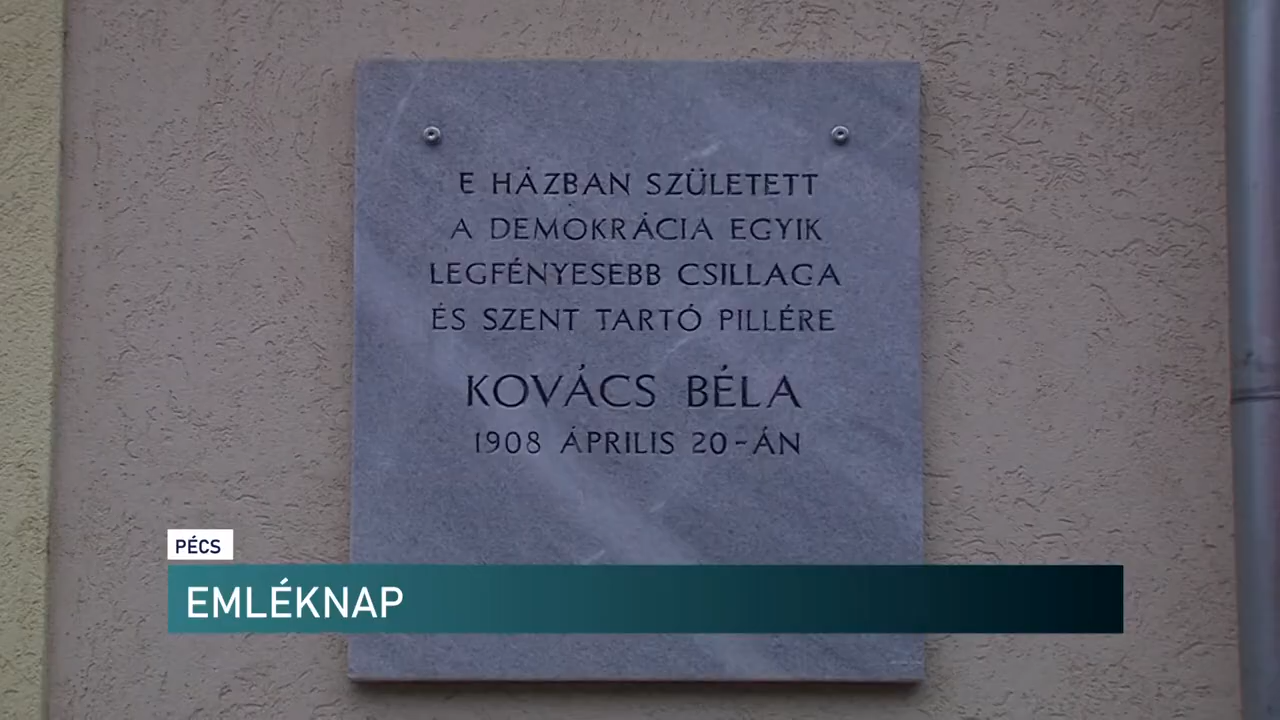 E HÁZBAN SZÜLETETT
A DEMOKRÁCIA EGYIK
LEGFÉNYESEBB CSILLAGA
ÉS SZENT TARTÓ PILLÉRE
KOVÁCS BÉLA
1908 ÁPRILIS 20-ÁN
PÉCS
EMLÉKNAP